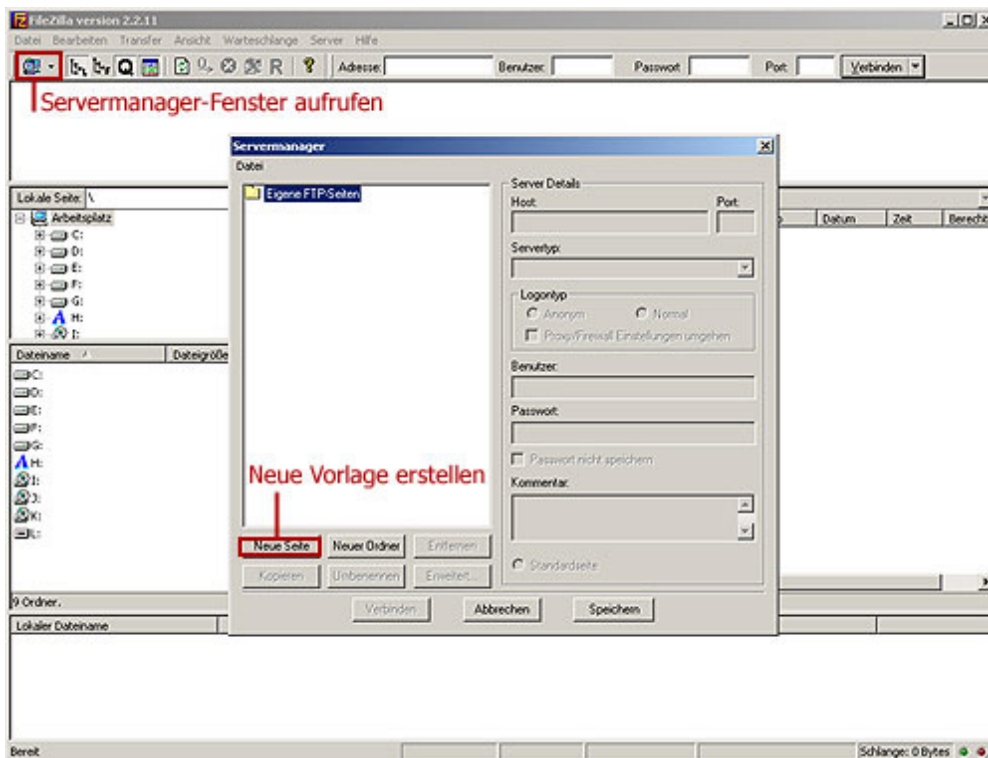 FileZilla version 2.2.11
Datei Bearbeiten Transfer Ansicht Warteschlange Server Hilfe
Adresse: Benutzer: Passwort: Port: Verbinden
Servermanager-Fenster aufrufen
Servermanager
Datei
Eigene FTP-Seiten
Server Details
Host: Port:
Servertyp:
Logontyp
Anonym Normal
Proxy/Firewall Einstellungen umgehen
Benutzer:
Passwort:
Passwort nicht speichern
Kommentar:
Standardseite
Neue Vorlage erstellen
Neue Seite Neuer Ordner Entfernen
Kopieren Umbenennen Erweitert...
Verbinden Abbrechen Speichern
Lokale Seite: \
Arbeitsplatz
C:
D:
E:
F:
G:
H:
I:
Datum Zeit Berecht
Dateiname Dateigröße
C:
D:
E:
F:
G:
H:
I:
J:
K:
L:
9 Ordner.
Lokaler Dateiname
Bereit Schlange: 0 Bytes